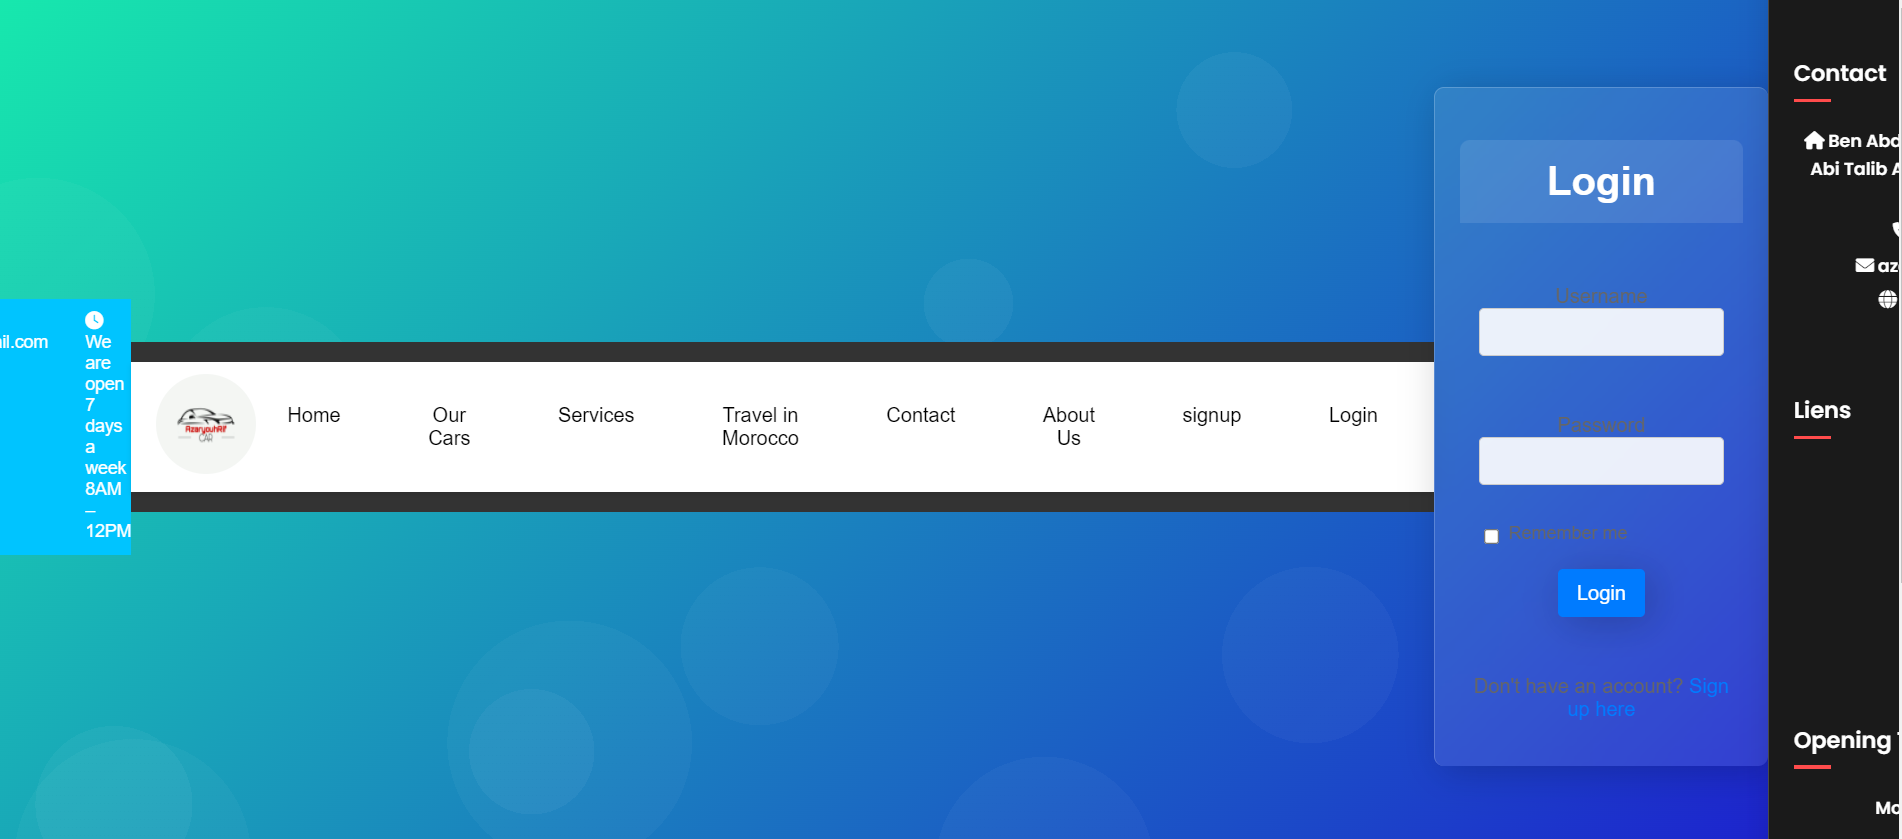 il.com
We
are
open
7
days
a
week
8AM
–
12PM
AzaryouhRif
CAR
Home
Our
Cars
Services
Travel in
Morocco
Contact
About
Us
signup
Login
Login
Username
Password
Remember me
Login
Don't have an account? Sign
up here
Contact
Ben Abd
Abi Talib A
az
Liens
Opening
Mo